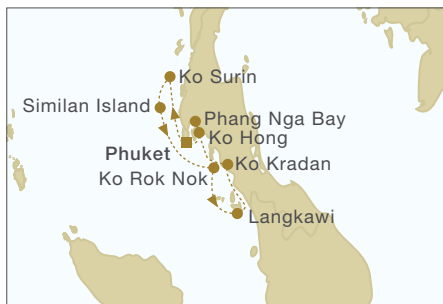 Ko Surin
Similan Island
Phang Nga Bay
Ko Hong
Phuket
Ko Kradan
Ko Rok Nok
Langkawi